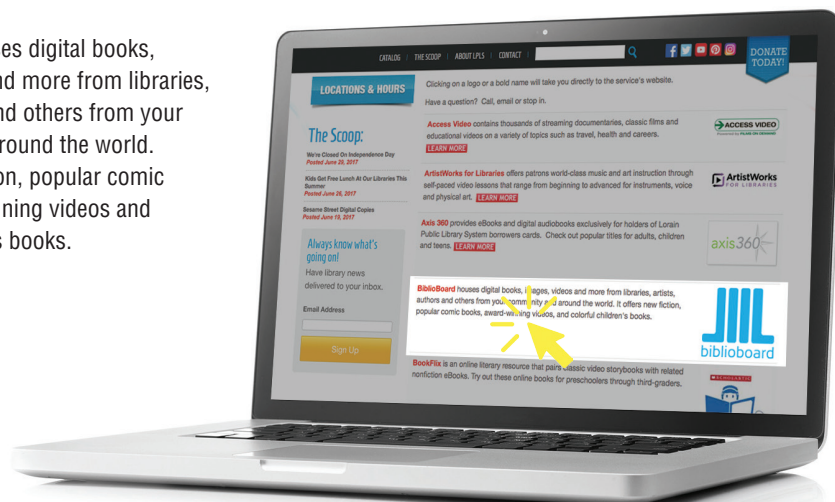 es digital books,
nd more from libraries,
nd others from your
round the world.
on, popular comic
ning videos and
s books.
CATALOG | THE SCOOP | ABOUT LPLS | CONTACT |
DONATE
TODAY!
LOCATIONS & HOURS
The Scoop:
We're Closed On Independence Day
Posted June 28, 2017
Kids Get Free Lunch At Our Libraries This
Summer
Posted June 26, 2017
Sesame Street Digital Copies
Posted June 19, 2017
Always know what's
going on!
Have library news
delivered to your inbox.
Email Address
Sign Up
Clicking on a logo or a bold name will take you directly to the service's website.
Have a question? Call, email or stop in.
Access Video contains thousands of streaming documentaries, classic films and
educational videos on a variety of topics such as travel, health and careers.
LEARN MORE
ACCESS VIDEO
Powered by FILMS ON DEMAND
ArtistWorks for Libraries offers patrons world-class music and art instruction through
self-paced video lessons that range from beginning to advanced for instruments, voice
and physical art. LEARN MORE
ArtistWorks
FOR LIBRARIES
Axis 360 provides eBooks and digital audiobooks exclusively for holders of Lorain
Public Library System borrowers cards. Check out popular titles for adults, children
and teens. LEARN MORE
axis360
BiblioBoard houses digital books, images, videos and more from libraries, artists,
authors and others from your community and around the world. It offers new fiction,
popular comic books, award-winning videos, and colorful children's books.
biblioboard
BookFlix is an online literary resource that pairs classic video storybooks with related
nonfiction eBooks. Try out these online books for preschoolers through third-graders.
SCHOLASTIC